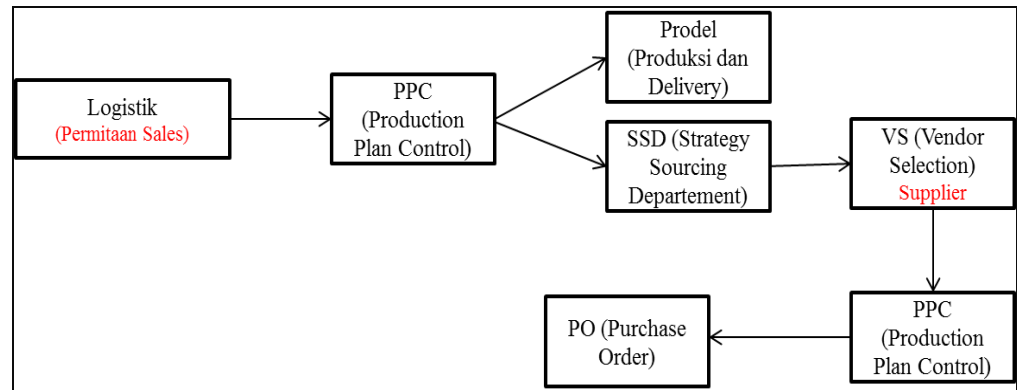 Logistik
(Permitaan Sales)
PPC
(Production
Plan Control)
Prodel
(Produksi dan
Delivery)
SSD (Strategy
Sourcing
Departement)
VS (Vendor
Selection)
Supplier
PPC
(Production
Plan Control)
PO (Purchase
Order)